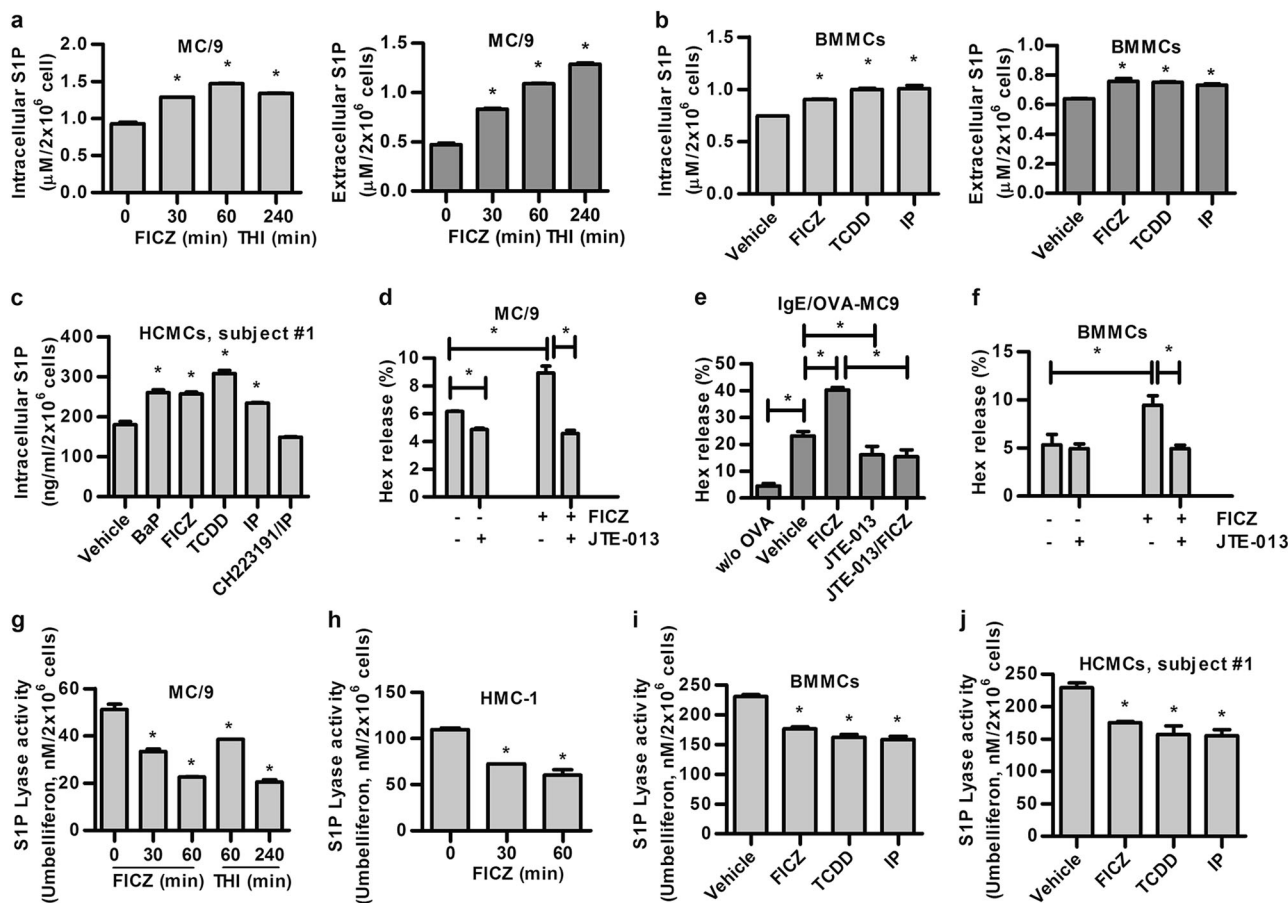 a
MC/9
Intracellular S1P
(µM/2x10⁶ cell)
2.0
1.5
1.0
0.5
0.0
0 30 60 240
FICZ (min) THI (min)
MC/9
Extracellular S1P
(µM/2x10⁶ cells)
1.5
1.0
0.5
0.0
* * *
0 30 60 240
FICZ (min) THI (min)
b
BMMCs
Intracellular S1P
(µM/2x10⁶ cells)
1.5
1.0
0.5
0.0
* * *
Vehicle FICZ TCDD IP
BMMCs
Extracellular S1P
(µM/2x10⁶ cells)
1.0
0.8
0.6
0.4
0.2
0.0
* * *
Vehicle FICZ TCDD IP
c
HCMCs, subject #1
Intracellular S1P
(ng/ml/2x10⁶ cells)
400
300
200
100
0
* * * *
Vehicle BaP FICZ TCDD IP CH223191/IP
d
MC/9
Hex release (%)
10
8
6
4
2
0
* * *
- - + + FICZ
- + - + JTE-013
e
IgE/OVA-MC9
Hex release (%)
50
40
30
20
10
0
* * * *
w/o OVA Vehicle FICZ JTE-013 JTE-013/FICZ
f
BMMCs
Hex release (%)
15
10
5
0
* *
- - + + FICZ
- + - + JTE-013
g
MC/9
S1P Lyase activity
(Umbelliferon, nM/2x10⁶ cells)
60
40
20
0
* * * *
0 30 60 60 240
FICZ (min) THI (min)
h
HMC-1
S1P Lyase activity
(Umbelliferon, nM/2x10⁶ cells)
150
100
50
0
* *
0 30 60
FICZ (min)
i
BMMCs
S1P Lyase activity
(Umbelliferon, nM/2x10⁶ cells)
250
200
150
100
50
0
* * *
Vehicle FICZ TCDD IP
j
HCMCs, subject #1
S1P Lyase activity
(Umbelliferon, nM/2x10⁶ cells)
250
200
150
100
50
0
* * *
Vehicle FICZ TCDD IP